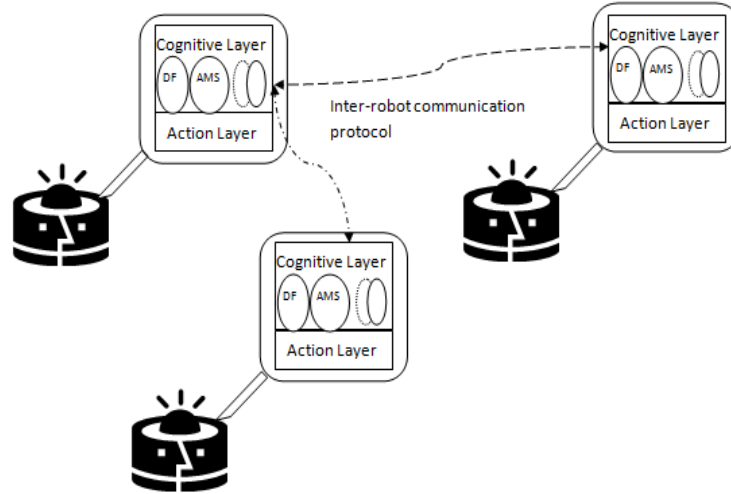 Cognitive Layer
DF AMS
Action Layer
Inter-robot communication
protocol
Cognitive Layer
DF AMS
Action Layer
Cognitive Layer
DF AMS
Action Layer